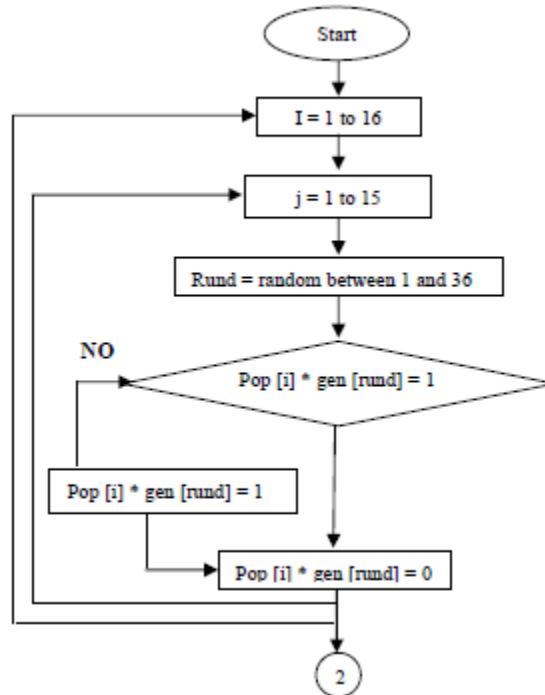 Start
I = 1 to 16
j = 1 to 15
Rund = random between 1 and 36
NO
Pop [i] * gen [rund] = 1
Pop [i] * gen [rund] = 1
Pop [i] * gen [rund] = 0
2